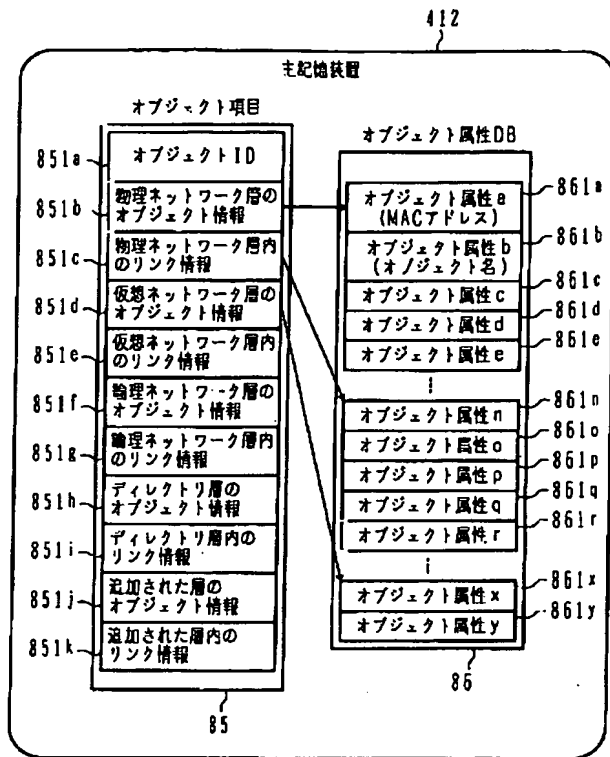 412
主記憶装置
オブジェクト項目
851a
オブジェクトID
851b
物理ネットワーク層の
オブジェクト情報
851c
物理ネットワーク層内
のリンク情報
851d
仮想ネットワーク層の
オブジェクト情報
851e
仮想ネットワーク層内
のリンク情報
851f
論理ネットワーク層の
オブジェクト情報
851g
論理ネットワーク層内
のリンク情報
851h
ディレクトリ層の
オブジェクト情報
851i
ディレクトリ層内の
リンク情報
851j
追加された層の
オブジェクト情報
851k
追加された層内の
リンク情報
85
オブジェクト属性DB
オブジェクト属性a
(MACアドレス)
861a
オブジェクト属性b
(オブジェクト名)
861b
オブジェクト属性c
861c
オブジェクト属性d
861d
オブジェクト属性e
861e
オブジェクト属性n
861n
オブジェクト属性o
861o
オブジェクト属性p
861p
オブジェクト属性q
861q
オブジェクト属性r
861r
オブジェクト属性x
861x
オブジェクト属性y
861y
86